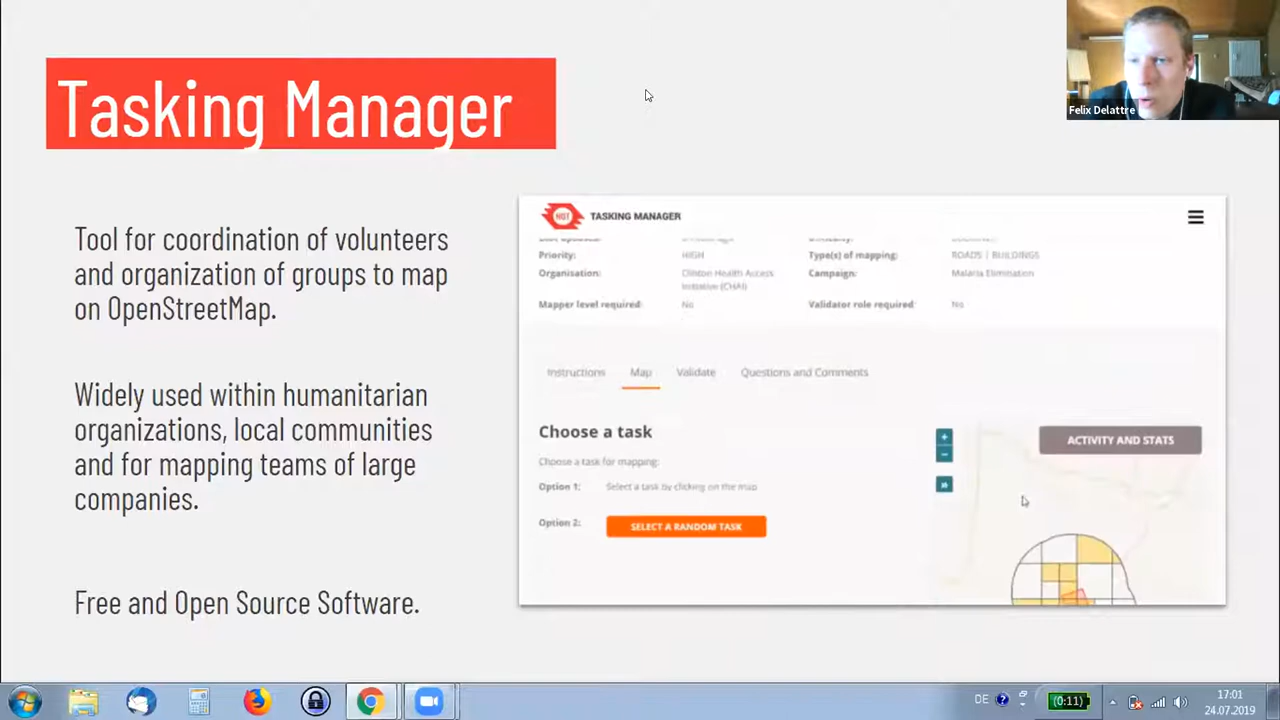 Tasking Manager
Felix Delattre
Tool for coordination of volunteers
and organization of groups to map
on OpenStreetMap.
Widely used within humanitarian
organizations, local communities
and for mapping teams of large
companies.
Free and Open Source Software.
HOT TASKING MANAGER
Priority: HIGH Type(s) of mapping: ROADS | BUILDINGS
Organisation: Clinton Health Access Campaign: Malaria Elimination
Initiative (CHAI)
Mapper level required: No Validator role required: No
Instructions Map Validate Questions and Comments
Choose a task
ACTIVITY AND STATS
Choose a task for mapping:
Option 1: Select a task by clicking on the map
Option 2: SELECT A RANDOM TASK
DE (0:11) 17:01
24.07.2019